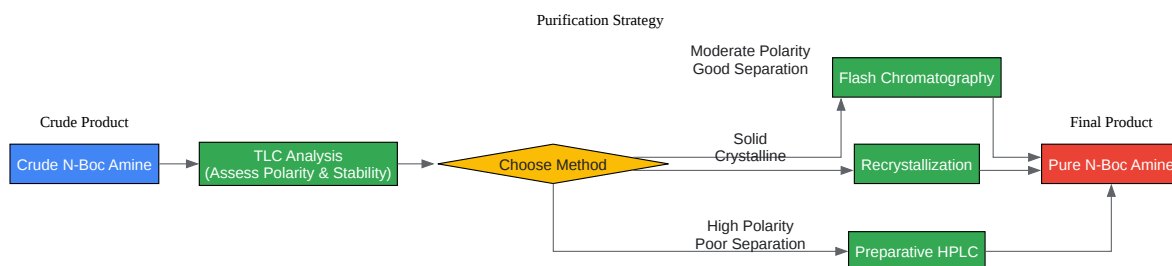 Purification Strategy
Moderate Polarity
Good Separation
Flash Chromatography
Crude Product
Final Product
Crude N-Boc Amine
TLC Analysis
(Assess Polarity & Stability)
Choose Method
Solid
Crystalline
Recrystallization
Pure N-Boc Amine
High Polarity
Poor Separation
Preparative HPLC